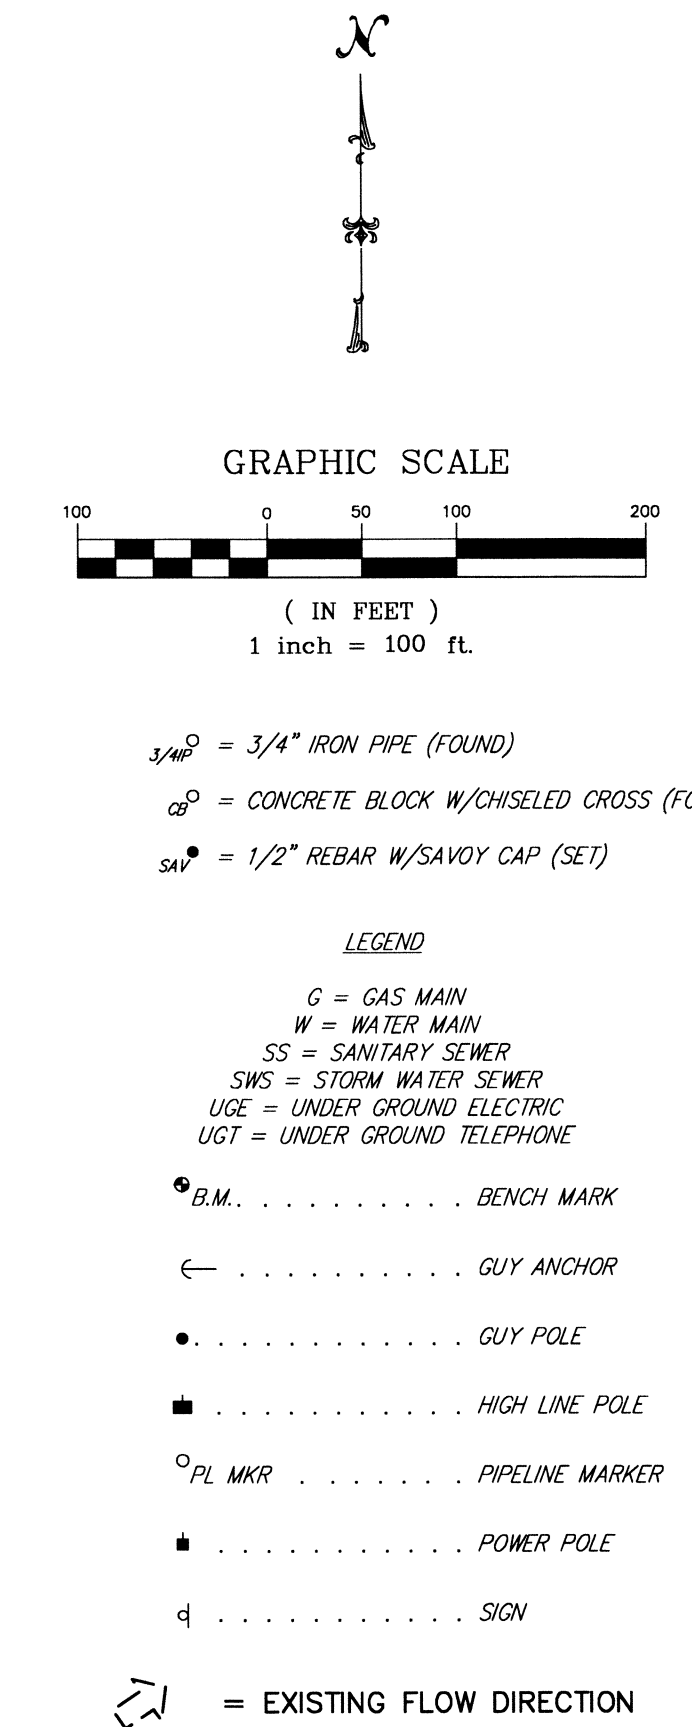 N
GRAPHIC SCALE
100 0 50 100 200
( IN FEET )
1 inch = 100 ft.
3/4IP = 3/4" IRON PIPE (FOUND)
CB = CONCRETE BLOCK W/CHISELED CROSS
SAV = 1/2" REBAR W/SAVOY CAP (SET)
LEGEND
G = GAS MAIN
W = WATER MAIN
SS = SANITARY SEWER
SWS = STORM WATER SEWER
UGE = UNDER GROUND ELECTRIC
UGT = UNDER GROUND TELEPHONE
B.M. . . . . . . . . . . BENCH MARK
. . . . . . . . . . GUY ANCHOR
. . . . . . . . . . . . GUY POLE
. . . . . . . . . . . HIGH LINE POLE
PL MKR . . . . . . . PIPELINE MARKER
. . . . . . . . . . . POWER POLE
. . . . . . . . . . . SIGN
= EXISTING FLOW DIRECTION